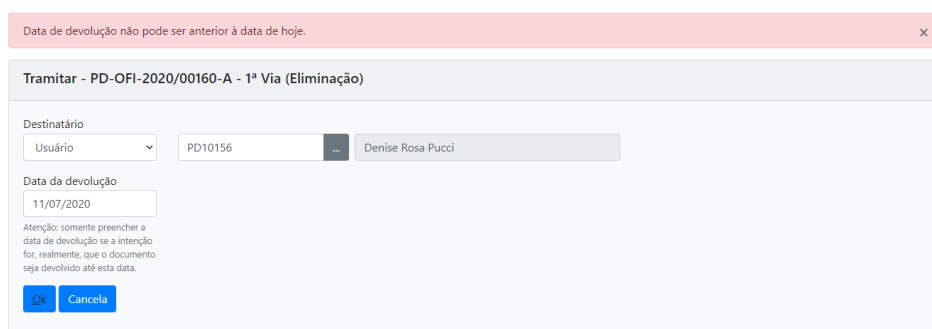 Data de devolução não pode ser anterior à data de hoje. ×
Tramitar - PD-OFI-2020/00160-A - 1ª Via (Eliminação)
Destinatário
Usuário PD10156 ... Denise Rosa Pucci
Data da devolução
11/07/2020
Atenção: somente preencher a
data de devolução se a intenção
for, realmente, que o documento
seja devolvido até esta data.
Ok Cancela